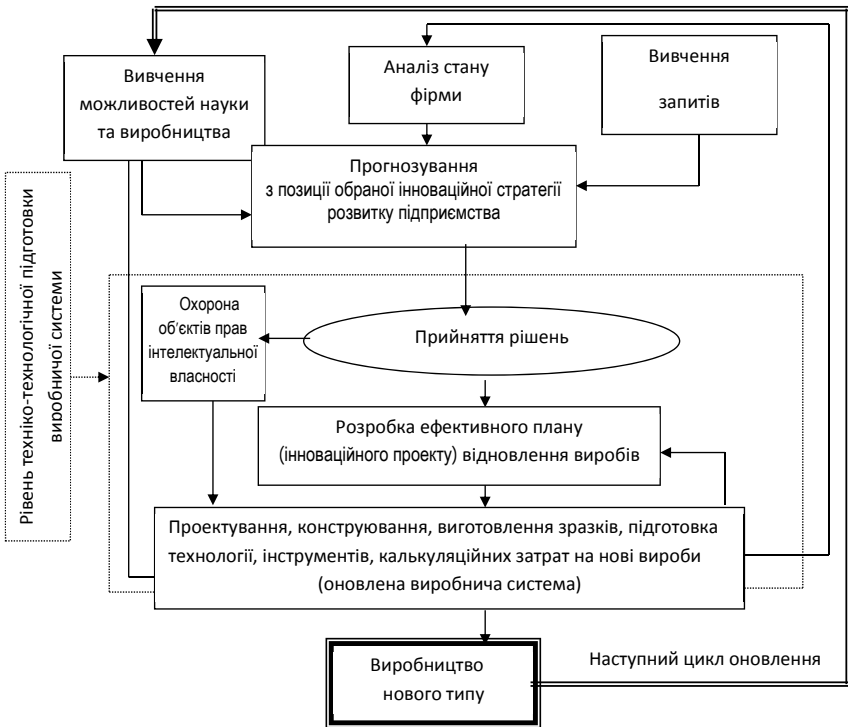 Вивчення
можливостей науки
та виробництва
Аналіз стану
фірми
Вивчення
запитів
Прогнозування
з позиції обраної інноваційної стратегії
розвитку підприємства
Рівень техніко-технологічної підготовки
виробничої системи
Охорона
об'єктів прав
інтелектуальної
власності
Прийняття рішень
Розробка ефективного плану
(інноваційного проекту) відновлення виробів
Проектування, конструювання, виготовлення зразків, підготовка
технології, інструментів, калькуляційних затрат на нові вироби
(оновлена виробнича система)
Виробництво
нового типу
Наступний цикл оновлення